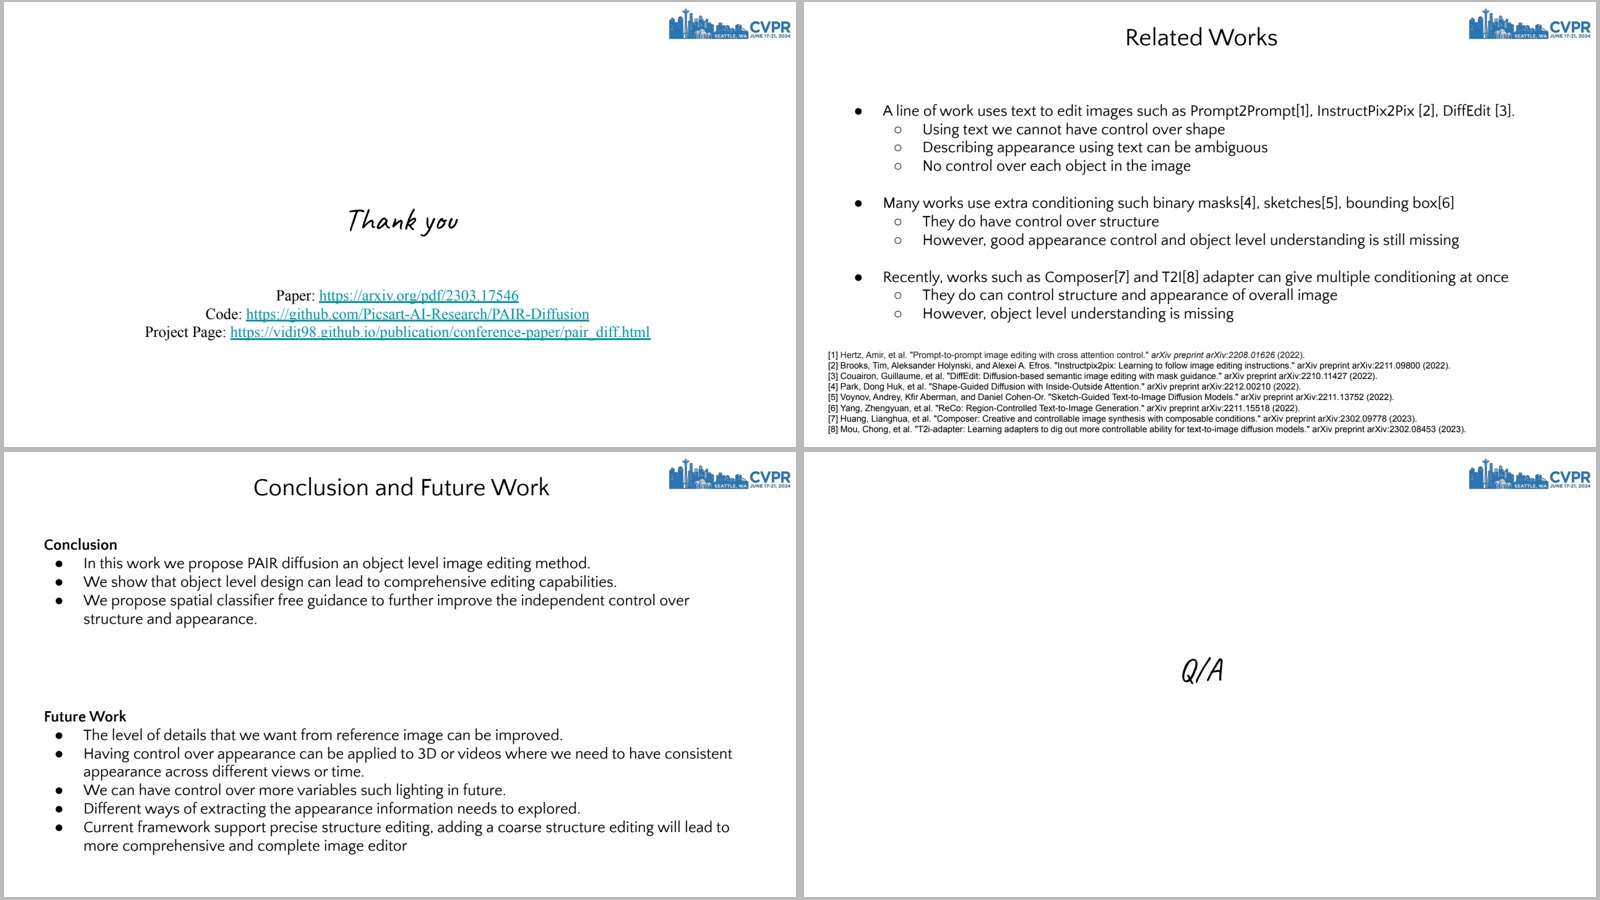 CVPR
SEATTLE, WA JUNE 17-21, 2024
Thank you
Paper: https://arxiv.org/pdf/2303.17546
Code: https://github.com/Picsart-AI-Research/PAIR-Diffusion
Project Page: https://vidit98.github.io/publication/conference-paper/pair_diff.html
CVPR
SEATTLE, WA JUNE 17-21, 2024
Related Works
● A line of work uses text to edit images such as Prompt2Prompt[1], InstructPix2Pix [2], DiffEdit [3].
○ Using text we cannot have control over shape
○ Describing appearance using text can be ambiguous
○ No control over each object in the image
● Many works use extra conditioning such binary masks[4], sketches[5], bounding box[6]
○ They do have control over structure
○ However, good appearance control and object level understanding is still missing
● Recently, works such as Composer[7] and T2I[8] adapter can give multiple conditioning at once
○ They do can control structure and appearance of overall image
○ However, object level understanding is missing
[1] Hertz, Amir, et al. "Prompt-to-prompt image editing with cross attention control." arXiv preprint arXiv:2208.01626 (2022).
[2] Brooks, Tim, Aleksander Holynski, and Alexei A. Efros. "Instructpix2pix: Learning to follow image editing instructions." arXiv preprint arXiv:2211.09800 (2022).
[3] Couairon, Guillaume, et al. "DiffEdit: Diffusion-based semantic image editing with mask guidance." arXiv preprint arXiv:2210.11427 (2022).
[4] Park, Dong Huk, et al. "Shape-Guided Diffusion with Inside-Outside Attention." arXiv preprint arXiv:2212.00210 (2022).
[5] Voynov, Andrey, Kfir Aberman, and Daniel Cohen-Or. "Sketch-Guided Text-to-Image Diffusion Models." arXiv preprint arXiv:2211.13752 (2022).
[6] Yang, Zhengyuan, et al. "ReCo: Region-Controlled Text-to-Image Generation." arXiv preprint arXiv:2211.15518 (2022).
[7] Huang, Lianghua, et al. "Composer: Creative and controllable image synthesis with composable conditions." arXiv preprint arXiv:2302.09778 (2023).
[8] Mou, Chong, et al. "T2i-adapter: Learning adapters to dig out more controllable ability for text-to-image diffusion models." arXiv preprint arXiv:2302.08453 (2023).
CVPR
SEATTLE, WA JUNE 17-21, 2024
Conclusion and Future Work
Conclusion
● In this work we propose PAIR diffusion an object level image editing method.
● We show that object level design can lead to comprehensive editing capabilities.
● We propose spatial classifier free guidance to further improve the independent control over
structure and appearance.
Future Work
● The level of details that we want from reference image can be improved.
● Having control over appearance can be applied to 3D or videos where we need to have consistent
appearance across different views or time.
● We can have control over more variables such lighting in future.
● Different ways of extracting the appearance information needs to explored.
● Current framework support precise structure editing, adding a coarse structure editing will lead to
more comprehensive and complete image editor
CVPR
SEATTLE, WA JUNE 17-21, 2024
Q/A